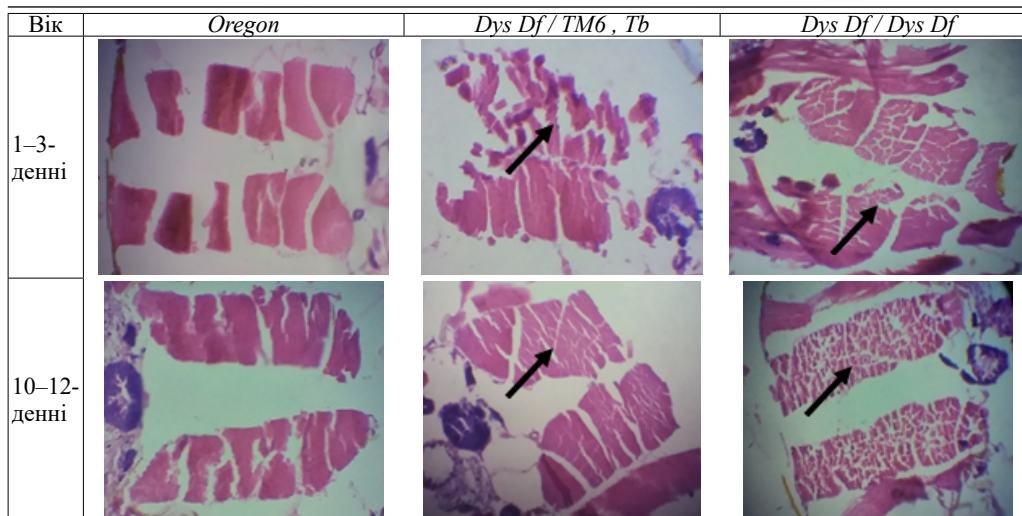 Вік Oregon Dys Df / TM6 , Tb Dys Df / Dys Df
1–3-
денні
10–12-
денні